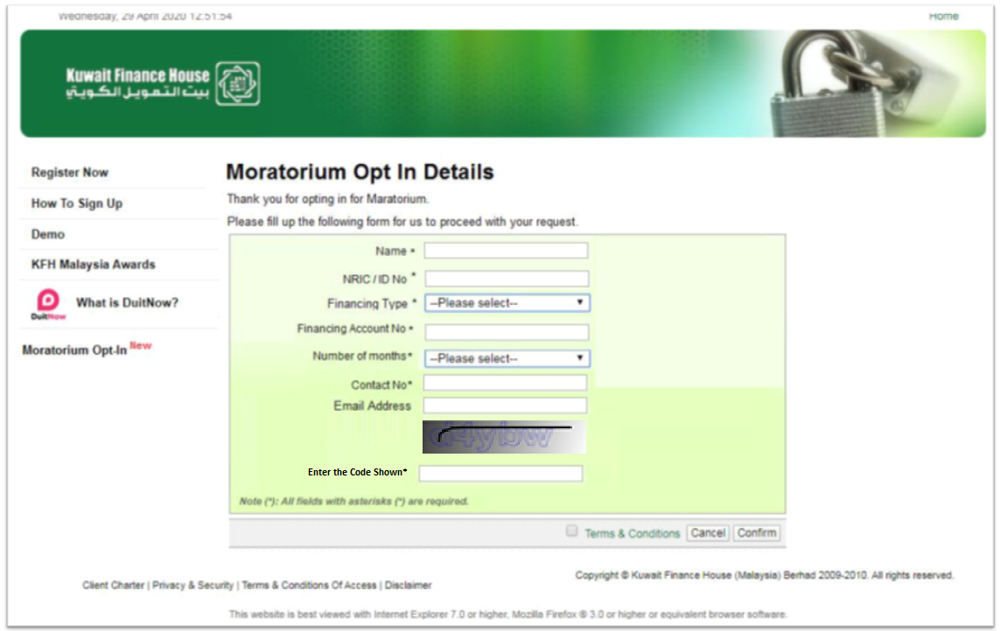 Wednesday, 29 April 2020 12:51:54
Home
Kuwait Finance House
بيت التمويل الكويتي
Register Now
How To Sign Up
Demo
KFH Malaysia Awards
DuitNow
What is DuitNow?
Moratorium Opt-In New
Moratorium Opt In Details
Thank you for opting in for Maratorium.
Please fill up the following form for us to proceed with your request.
Name *
NRIC / ID No *
Financing Type * --Please select--
Financing Account No *
Number of months* --Please select--
Contact No*
Email Address
d4ybw
Enter the Code Shown*
Note (*): All fields with asterisks (*) are required.
Terms & Conditions Cancel Confirm
Client Charter | Privacy & Security | Terms & Conditions Of Access | Disclaimer
Copyright © Kuwait Finance House (Malaysia) Berhad 2009-2010. All rights reserved.
This website is best viewed with Internet Explorer 7.0 or higher, Mozilla Firefox ® 3.0 or higher or equivalent browser software.